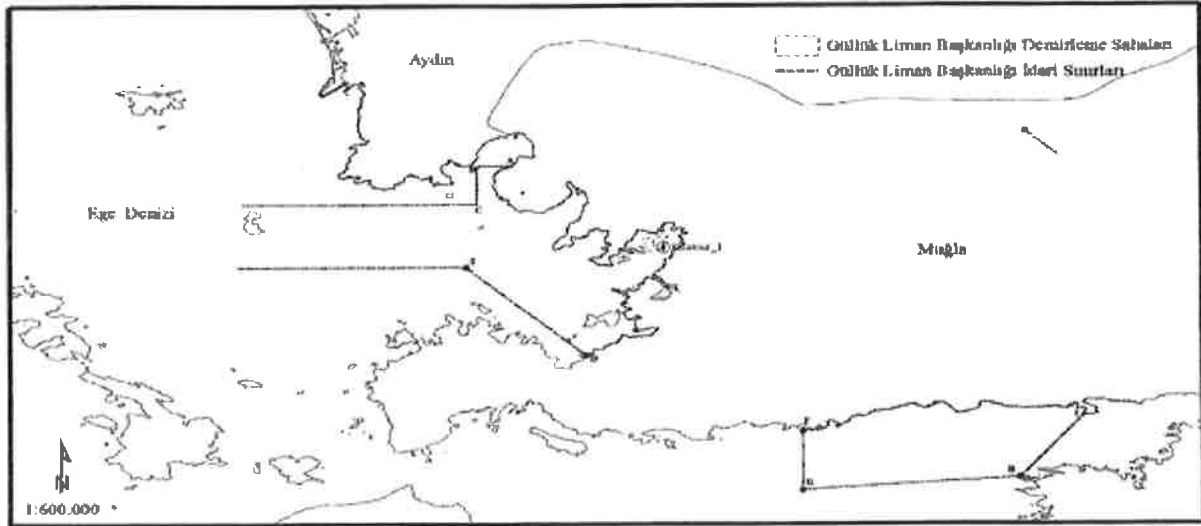 Aydın
Güllük Liman Başkanlığı Demirleme Sahaları
Güllük Liman Başkanlığı İdari Sınırları
Ege Denizi
Muğla
N
1:600.000